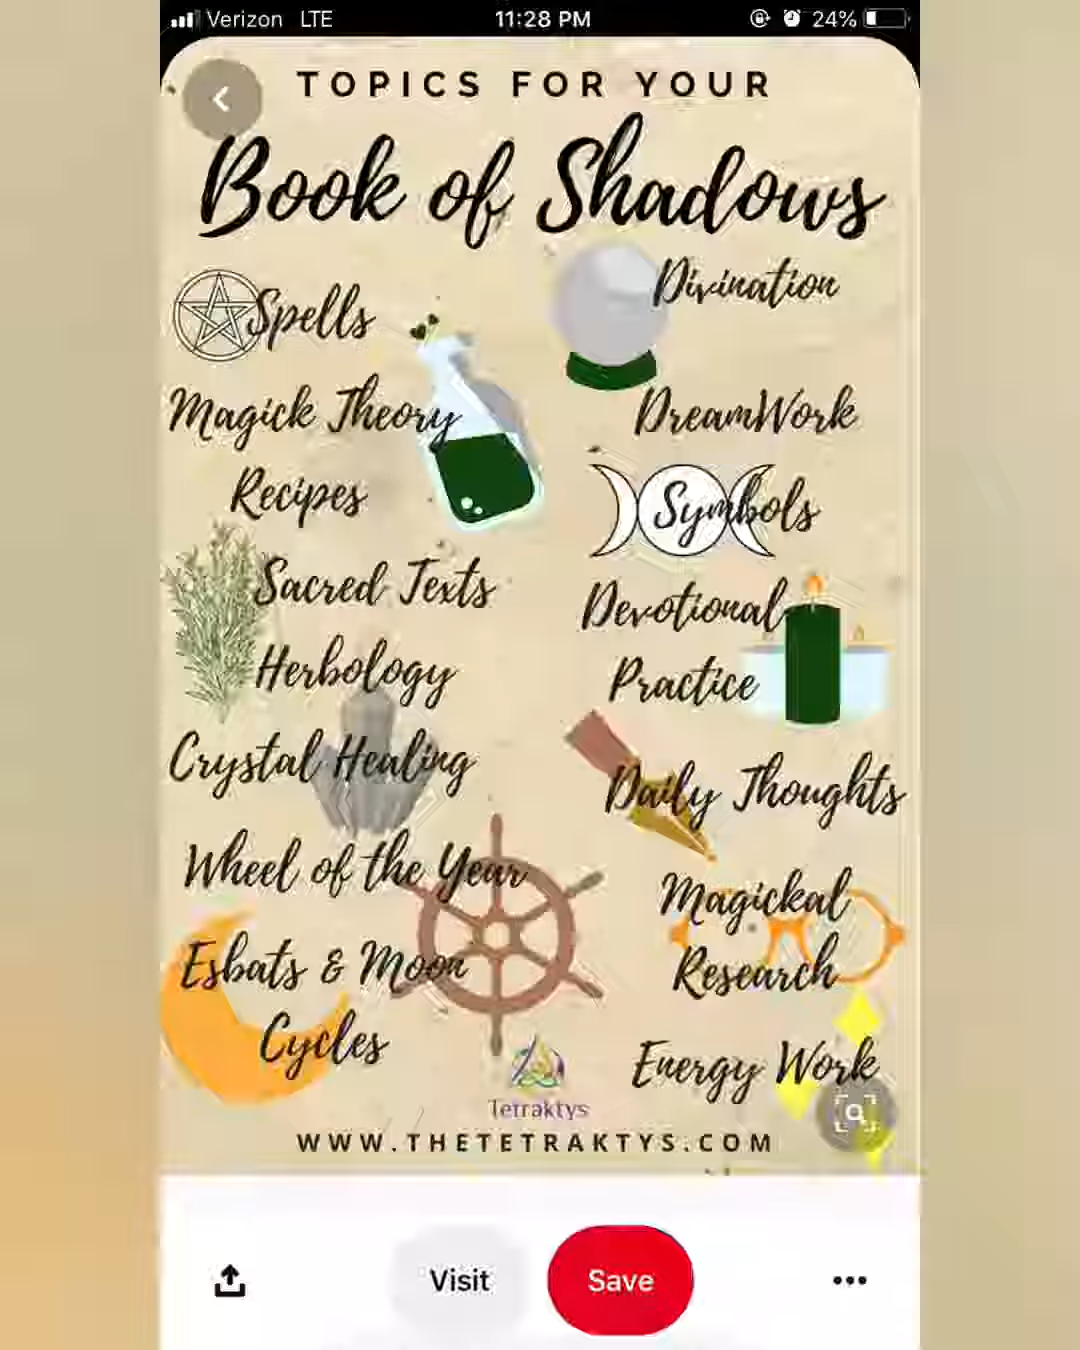 Verizon LTE 11:28 PM 24%
TOPICS FOR YOUR
Book of Shadows
Spells
Magick Theory
Recipes
Sacred Texts
Herbology
Crystal Healing
Wheel of the Year
Esbats & Moon
Cycles
Divination
DreamWork
Symbols
Devotional
Practice
Daily Thoughts
Magickal
Research
Energy Work
Tetraktys
WWW.THETETRAKTYS.COM
Visit
Save